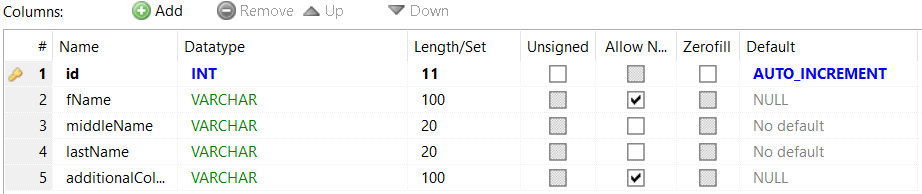 Columns: Add Remove Up Down
# Name Datatype Length/Set Unsigned Allow N... Zerofill Default
1 id INT 11 AUTO_INCREMENT
2 fName VARCHAR 100 NULL
3 middleName VARCHAR 20 No default
4 lastName VARCHAR 20 No default
5 additionalCol... VARCHAR 100 NULL